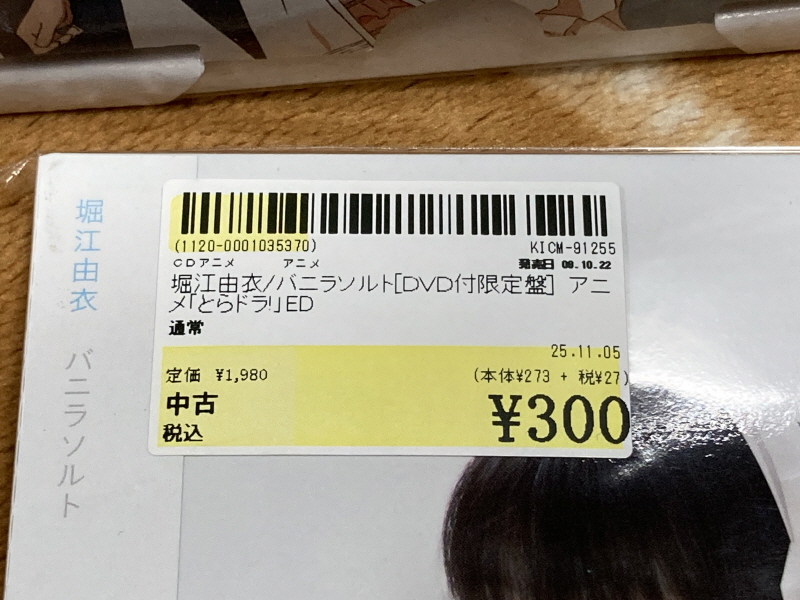 堀江由衣 バニラソルト
(1120-0001035370) KICM-91255
CDアニメ アニメ 発売日 08.10.22
堀江由衣/バニラソルト[DVD付限定盤] アニ
メ「とらドラ!」ED
通常
25.11.05
定価 ¥1,980 (本体¥273 + 税¥27)
中古
税込 ¥300